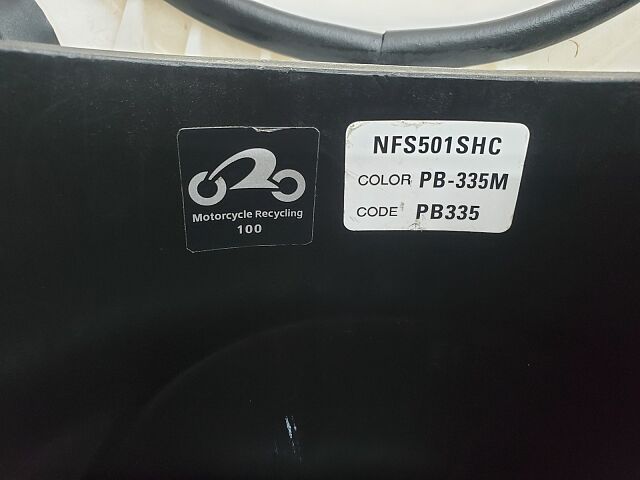 Motorcycle Recycling
100
NFS501SHC
COLOR PB-335M
CODE PB335